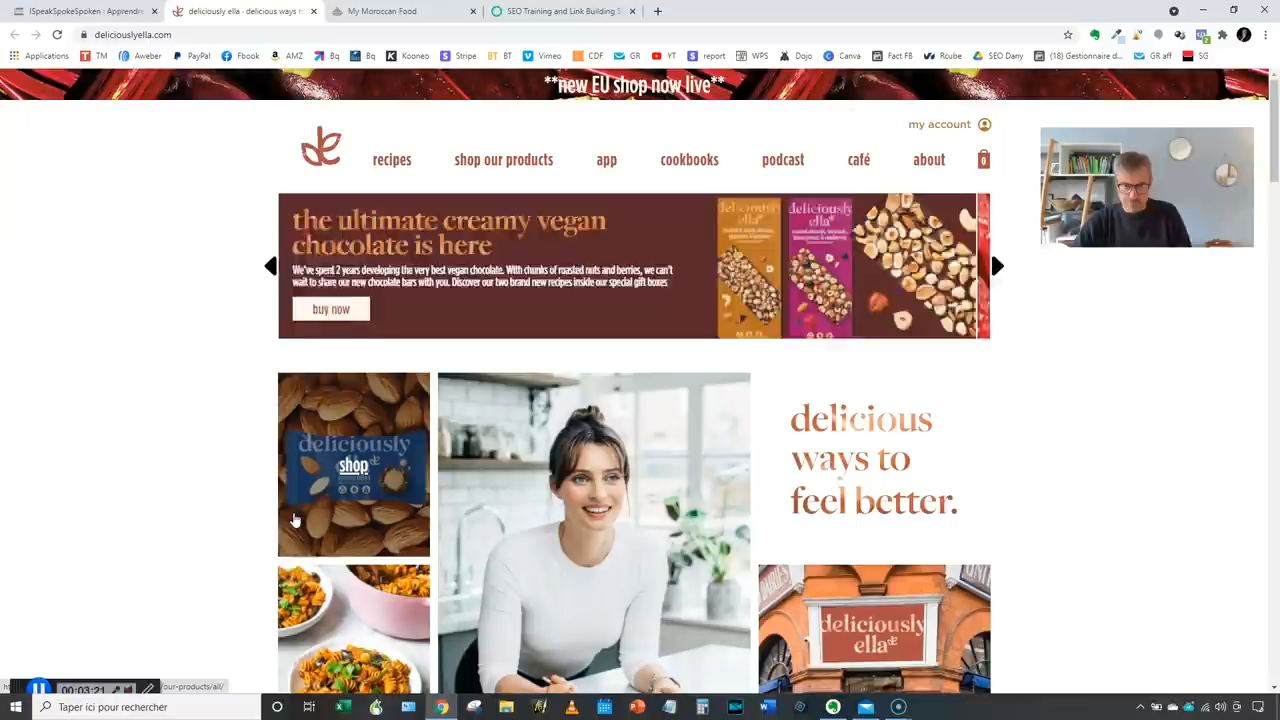 ISpeakSpokeSpoken : Apprendre
deliciously ella - delicious ways to
My Moroccan Food
SEO Training and Link Building S
deliciouslyella.com
Applications TM Aweber PayPal Fbook AMZ Bq Bq Kooneo Stripe BT Vimeo CDF GR YT report WPS Dojo Canva Fact FB Rcube SEO Dany (18) Gestionnaire d... GR aff SG
**new EU shop now live**
my account
recipes shop our products app cookbooks podcast café about 0
the ultimate creamy vegan
chocolate is here
We've spent 2 years developing the very best vegan chocolate. With chunks of roasted nuts and berries, we can't
wait to share our new chocolate bars with you. Discover our two brand new recipes inside our special gift boxes
buy now
deliciously
ella
deliciously
ella
deliciously
shop
delicious
ways to
feel better.
deliciously
ella
/our-products/all/
00:03:21
Taper ici pour rechercher